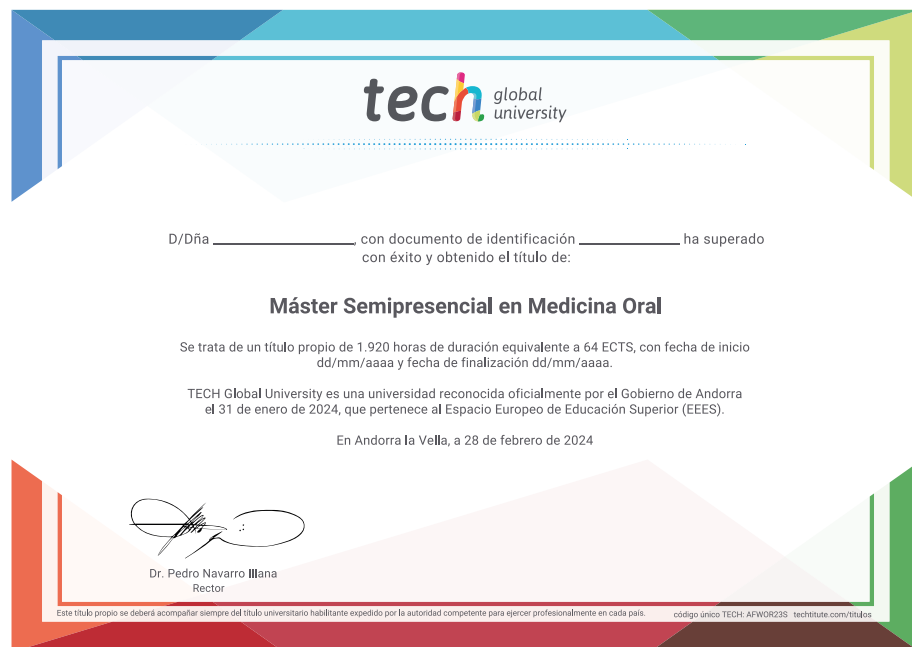 tech global
university
D/Dña ______________, con documento de identificación __________ ha superado
con éxito y obtenido el título de:
Máster Semipresencial en Medicina Oral
Se trata de un título propio de 1.920 horas de duración equivalente a 64 ECTS, con fecha de inicio
dd/mm/aaaa y fecha de finalización dd/mm/aaaa.
TECH Global University es una universidad reconocida oficialmente por el Gobierno de Andorra
el 31 de enero de 2024, que pertenece al Espacio Europeo de Educación Superior (EEES).
En Andorra la Vella, a 28 de febrero de 2024
Dr. Pedro Navarro Illana
Rector
Este título propio se deberá acompañar siempre del título universitario habilitante expedido por la autoridad competente para ejercer profesionalmente en cada país. código único TECH: AFWOR23S techtitute.com/titulos